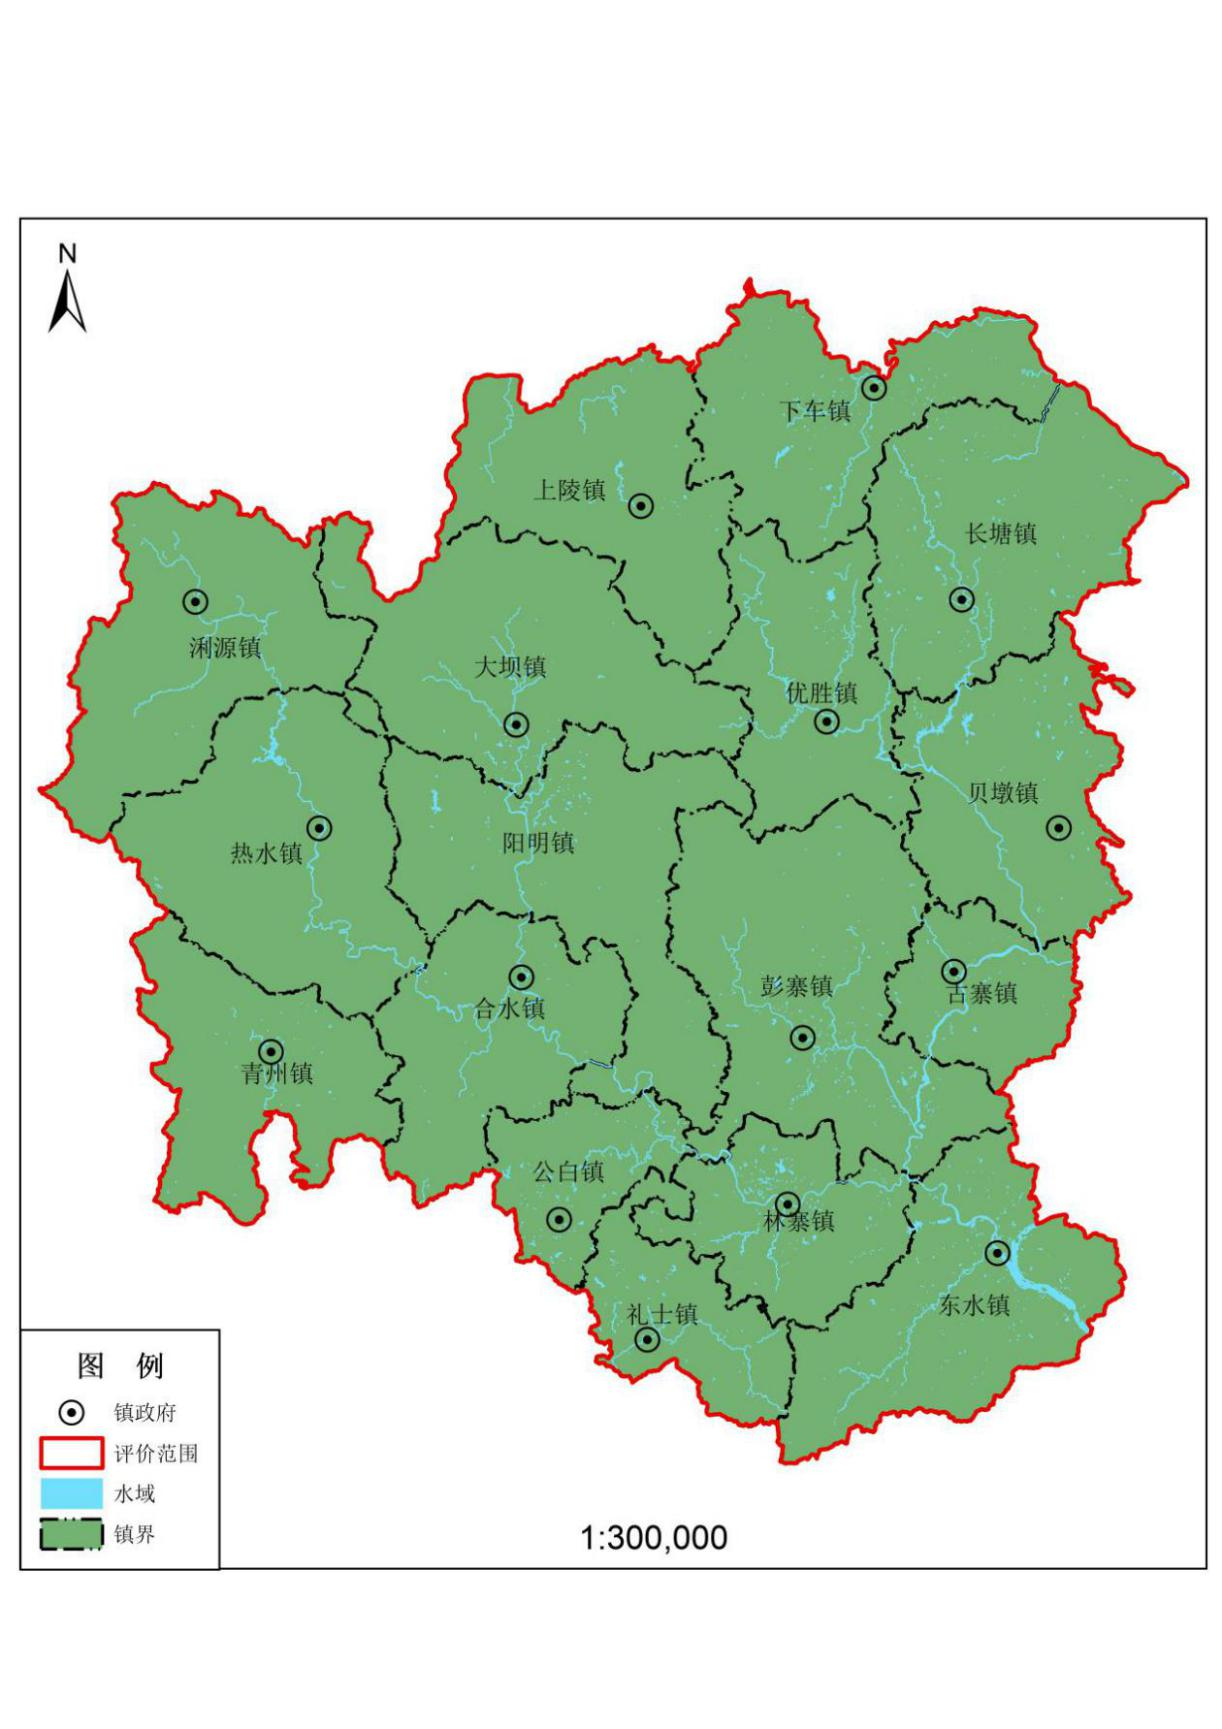 N
下车镇
上陵镇
长塘镇
浰源镇
大坝镇
优胜镇
贝墩镇
阳明镇
热水镇
彭寨镇
古寨镇
合水镇
青州镇
公白镇
林寨镇
东水镇
礼士镇
图 例
镇政府
评价范围
水域
镇界
1:300,000